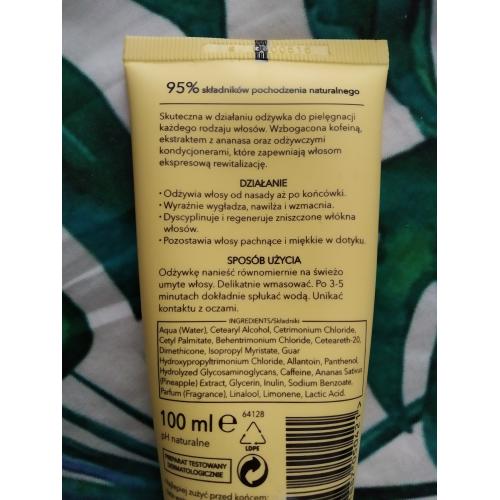 95% składników pochodzenia naturalnego
Skuteczna w działaniu odżywka do pielęgnacji
każdego rodzaju włosów. Wzbogacona kofeiną,
ekstraktem z ananasa oraz odżywczymi
kondycjonerami, które zapewniają włosom
ekspresową rewitalizację.
DZIAŁANIE
• Odżywia włosy od nasady aż po końcówki.
• Wyraźnie wygładza, nawilża i wzmacnia.
• Dyscyplinuje i regeneruje zniszczone włókna
włosów.
• Pozostawia włosy pachnące i miękkie w dotyku.
SPOSÓB UŻYCIA
Odżywkę nanieść równomiernie na świeżo
umyte włosy. Delikatnie wmasować. Po 3-5
minutach dokładnie spłukać wodą. Unikać
kontaktu z oczami.
INGREDIENTS/Składniki
Aqua (Water), Cetearyl Alcohol, Cetrimonium Chloride,
Cetyl Palmitate, Behentrimonium Chloride, Ceteareth-20,
Dimethicone, Isopropyl Myristate, Guar
Hydroxypropyltrimonium Chloride, Allantoin, Panthenol,
Hydrolyzed Glycosaminoglycans, Caffeine, Ananas Sativus
(Pineapple) Extract, Glycerin, Inulin, Sodium Benzoate,
Parfum (Fragrance), Linalool, Limonene, Lactic Acid.
100 ml e
64128
pH naturalne
LDPE
PREPARAT TESTOWANY
DERMATOLOGICZNIE
Najlepiej zużyć przed końcem: